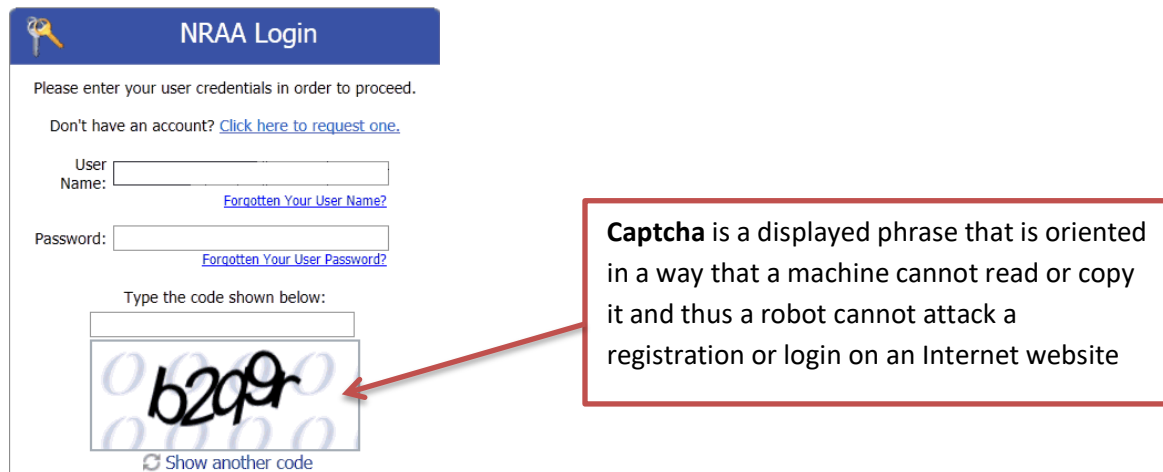 NRAA Login
Please enter your user credentials in order to proceed.
Don't have an account? Click here to request one.
User
Name:
Forgotten Your User Name?
Password:
Forgotten Your User Password?
Type the code shown below:
b2q9r
Show another code
Captcha is a displayed phrase that is oriented
in a way that a machine cannot read or copy
it and thus a robot cannot attack a
registration or login on an Internet website